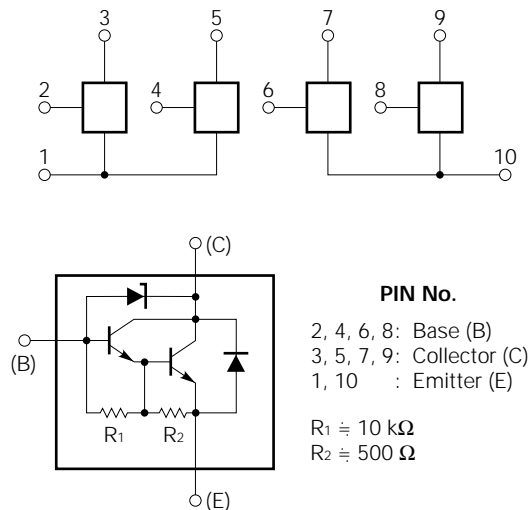 3 5 7 9
2 4 6 8
1 10
(C)
(B)
R1 R2
(E)
PIN No.
2, 4, 6, 8: Base (B)
3, 5, 7, 9: Collector (C)
1, 10 : Emitter (E)
R1 ≒ 10 kΩ
R2 ≒ 500 Ω